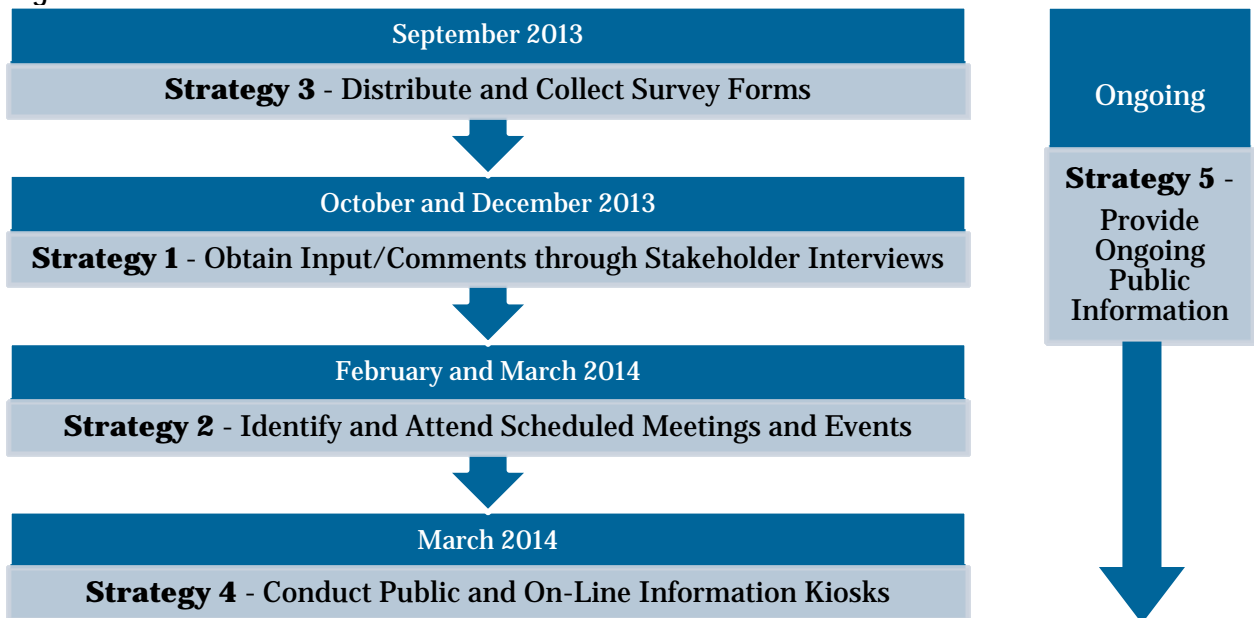 September 2013
Strategy 3 - Distribute and Collect Survey Forms
October and December 2013
Strategy 1 - Obtain Input/Comments through Stakeholder Interviews
February and March 2014
Strategy 2 - Identify and Attend Scheduled Meetings and Events
March 2014
Strategy 4 - Conduct Public and On-Line Information Kiosks
Ongoing
Strategy 5 -
Provide
Ongoing
Public
Information